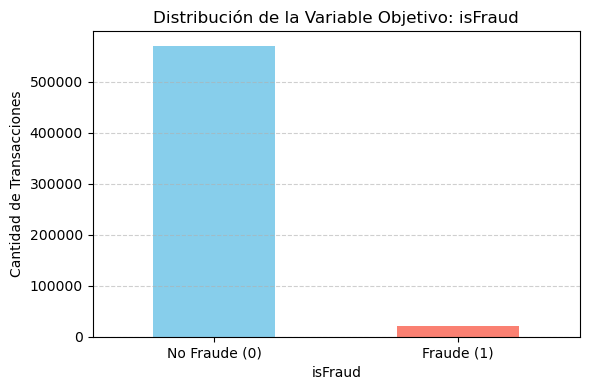 Distribución de la Variable Objetivo: isFraud
Cantidad de Transacciones
500000
400000
300000
200000
100000
0
No Fraude (0)
Fraude (1)
isFraud